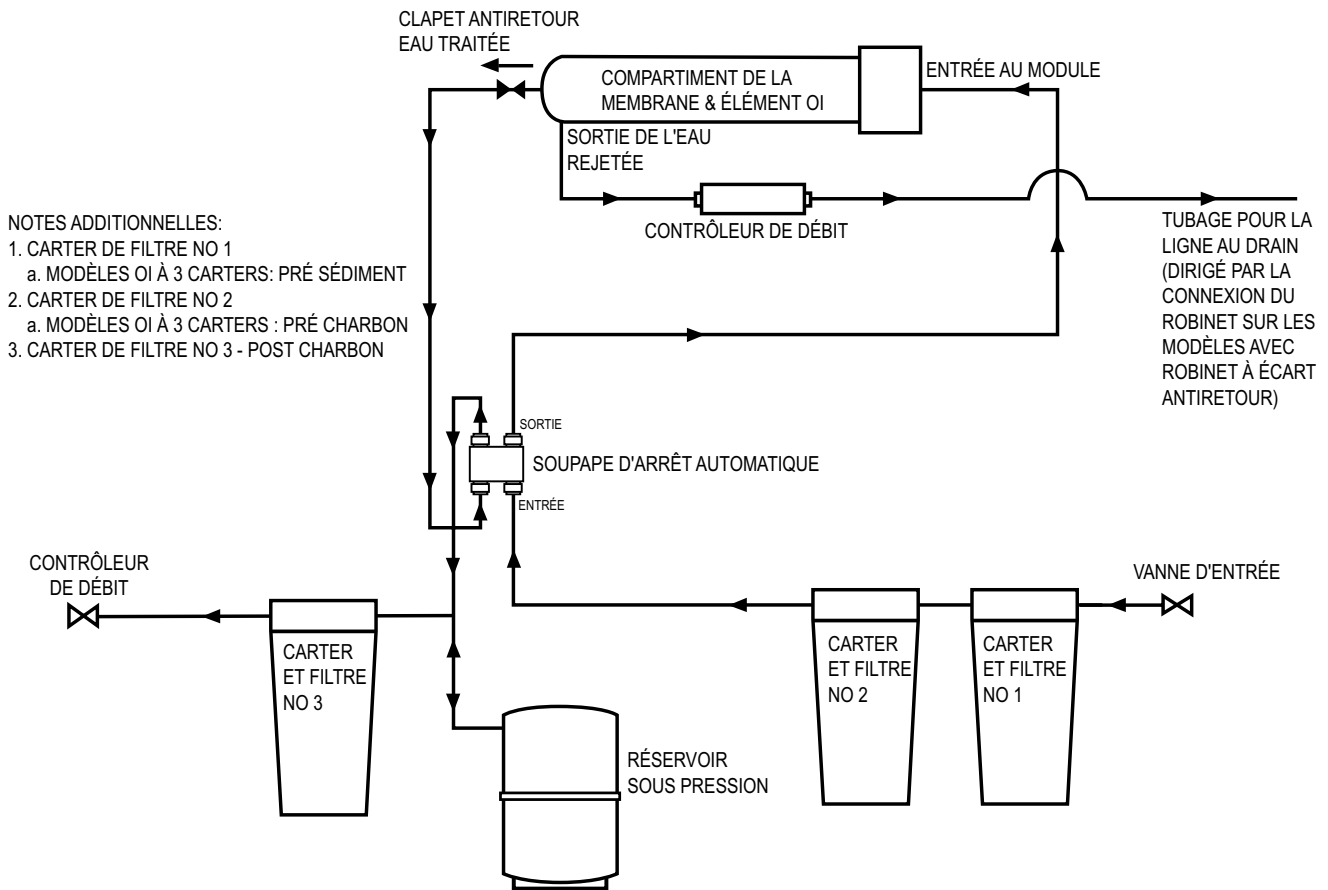 CLAPET ANTIRETOUR
EAU TRAITÉE
COMPARTIMENT DE LA
MEMBRANE & ÉLÉMENT OI
ENTRÉE AU MODULE
SORTIE DE L'EAU
REJETÉE
CONTRÔLEUR DE DÉBIT
TUBAGE POUR LA
LIGNE AU DRAIN
(DIRIGÉ PAR LA
CONNEXION DU
ROBINET SUR LES
MODÈLES AVEC
ROBINET À ÉCART
ANTIRETOUR)
NOTES ADDITIONNELLES:
1. CARTER DE FILTRE NO 1
a. MODÈLES OI À 3 CARTERS: PRÉ SÉDIMENT
2. CARTER DE FILTRE NO 2
a. MODÈLES OI À 3 CARTERS : PRÉ CHARBON
3. CARTER DE FILTRE NO 3 - POST CHARBON
SORTIE
SOUPAPE D'ARRÊT AUTOMATIQUE
ENTRÉE
CONTRÔLEUR
DE DÉBIT
VANNE D'ENTRÉE
CARTER
ET FILTRE
NO 3
CARTER
ET FILTRE
NO 2
CARTER
ET FILTRE
NO 1
RÉSERVOIR
SOUS PRESSION